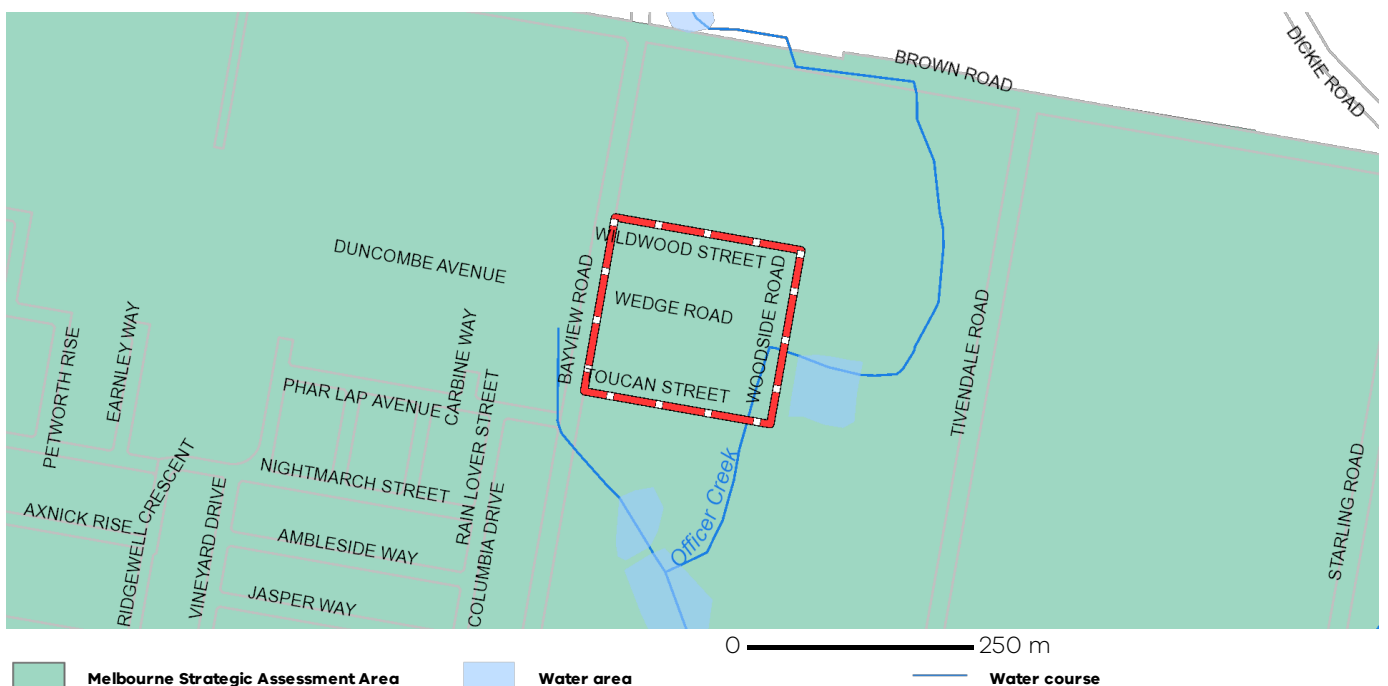 BROWN ROAD
DICKIE ROAD
WILDWOOD STREET
DUNCOMBE AVENUE
BAYVIEW ROAD
WEDGE ROAD
WOODSIDE ROAD
TIVENDALE ROAD
PETWORTH RISE
EARNLEY WAY
CARBINE WAY
PHAR LAP AVENUE
TOUCAN STREET
RAIN LOVER STREET
NIGHTMARCH STREET
Officer Creek
STARLING ROAD
AXNICK RISE
RIDGEWELL CRESCENT
VINEYARD DRIVE
AMBLESIDE WAY
COLUMBIA DRIVE
JASPER WAY
0 250 m
Melbourne Strategic Assessment Area Water area Water course